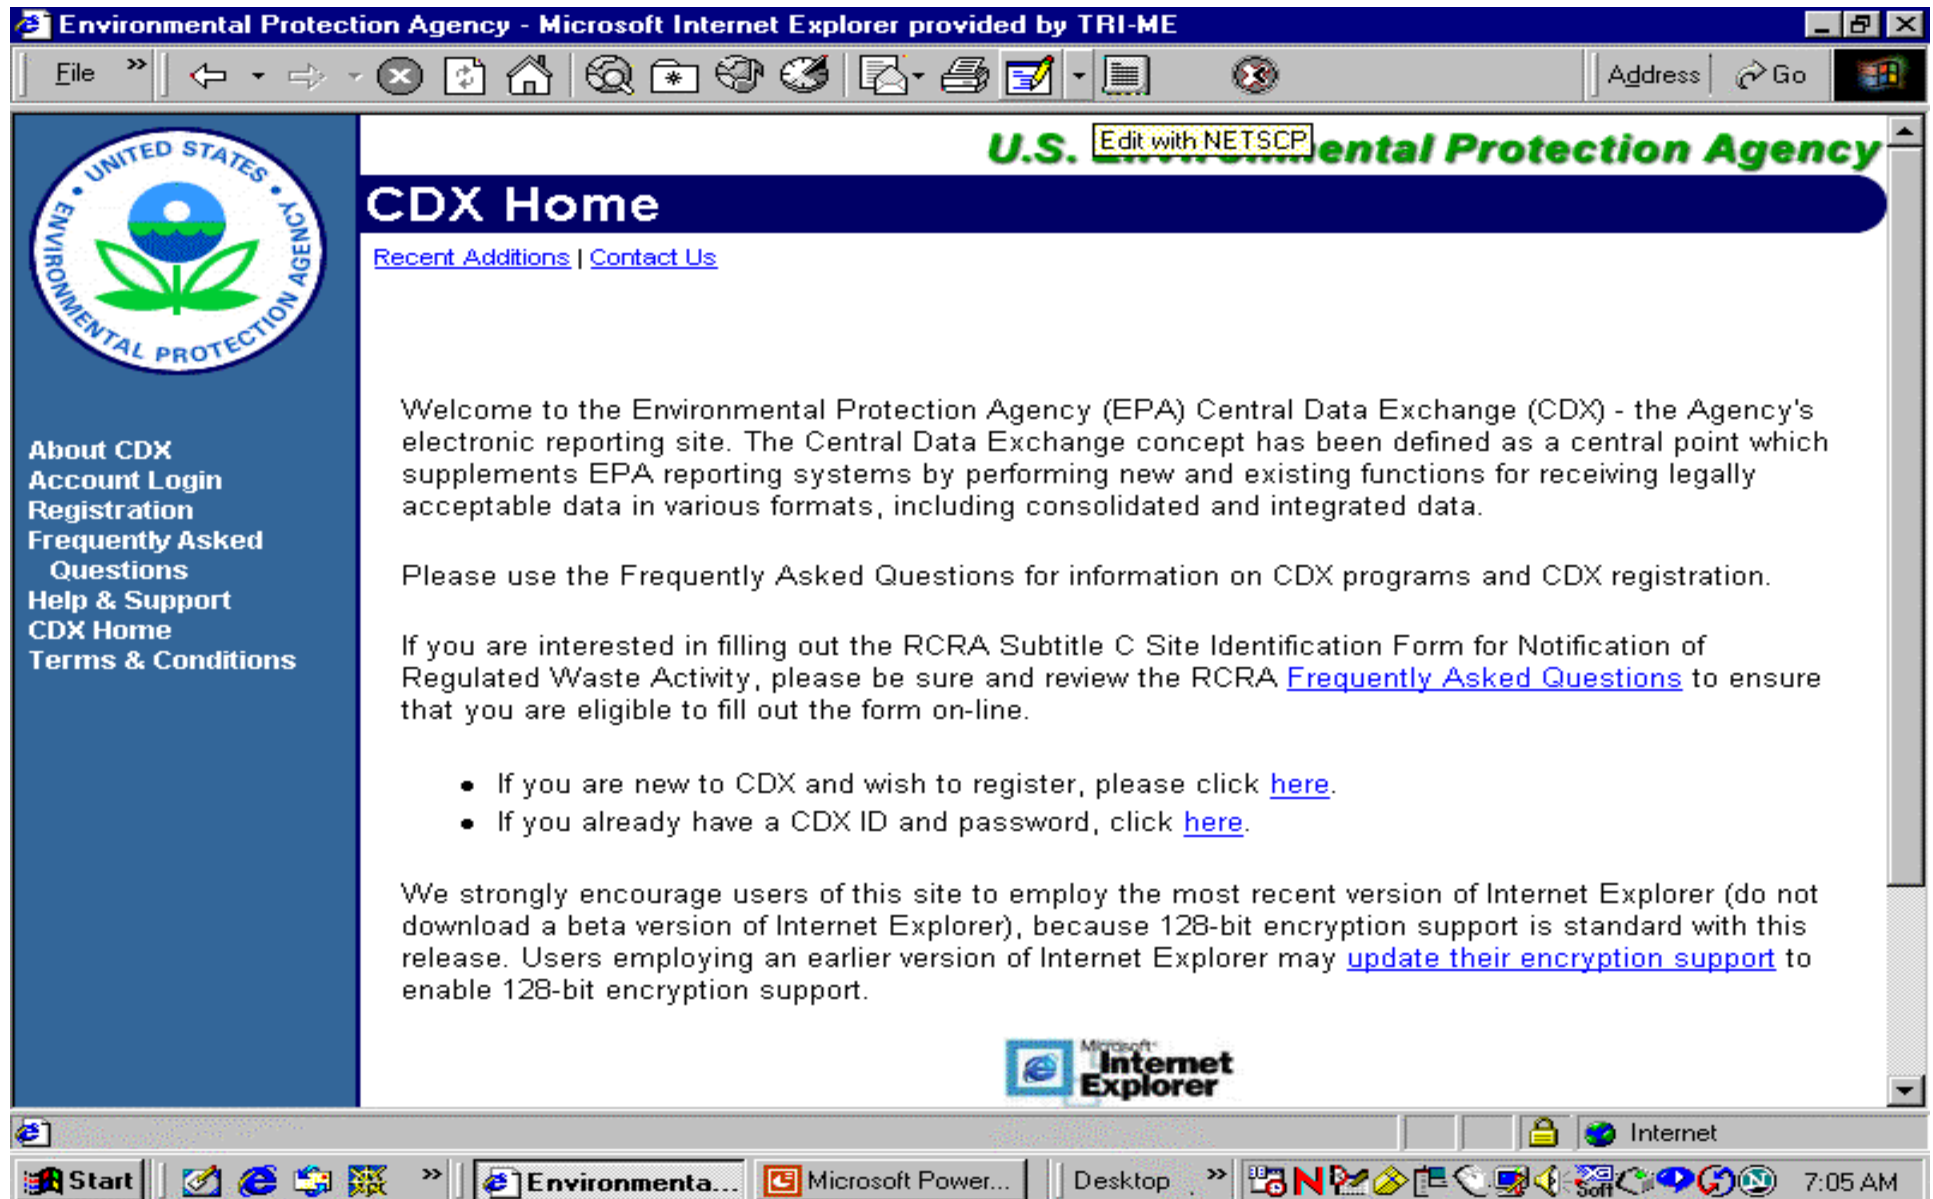 Environmental Protection Agency - Microsoft Internet Explorer provided by TRI-ME
File » Address Go
UNITED STATES • ENVIRONMENTAL PROTECTION AGENCY •
Edit with NETSCP
U.S. Environmental Protection Agency
CDX Home
Recent Additions | Contact Us
About CDX
Account Login
Registration
Frequently Asked
Questions
Help & Support
CDX Home
Terms & Conditions
Welcome to the Environmental Protection Agency (EPA) Central Data Exchange (CDX) - the Agency's
electronic reporting site. The Central Data Exchange concept has been defined as a central point which
supplements EPA reporting systems by performing new and existing functions for receiving legally
acceptable data in various formats, including consolidated and integrated data.
Please use the Frequently Asked Questions for information on CDX programs and CDX registration.
If you are interested in filling out the RCRA Subtitle C Site Identification Form for Notification of
Regulated Waste Activity, please be sure and review the RCRA Frequently Asked Questions to ensure
that you are eligible to fill out the form on-line.
• If you are new to CDX and wish to register, please click here.
• If you already have a CDX ID and password, click here.
We strongly encourage users of this site to employ the most recent version of Internet Explorer (do not
download a beta version of Internet Explorer), because 128-bit encryption support is standard with this
release. Users employing an earlier version of Internet Explorer may update their encryption support to
enable 128-bit encryption support.
Microsoft
Internet
Explorer
Internet
Start » Environmenta... Microsoft Power... Desktop » 7:05 AM